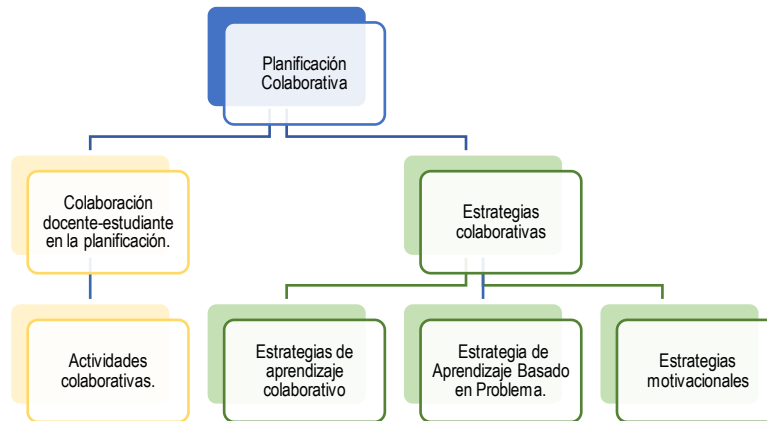 Planificación
Colaborativa
Colaboración
docente-estudiante
en la planificación.
Estrategias
colaborativas
Actividades
colaborativas.
Estrategias de
aprendizaje
colaborativo
Estrategia de
Aprendizaje Basado
en Problema.
Estrategias
motivacionales